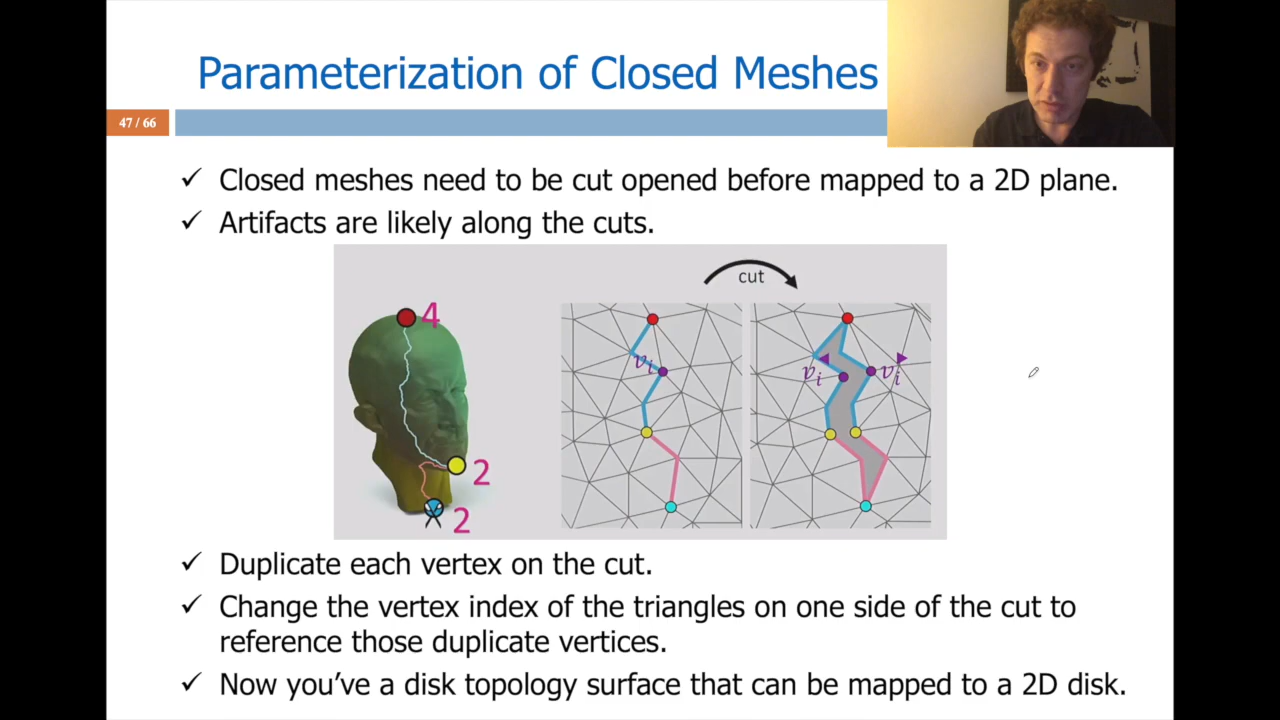 Parameterization of Closed Meshes
47 / 66
✓ Closed meshes need to be cut opened before mapped to a 2D plane.
✓ Artifacts are likely along the cuts.
cut
4
2
2
vi
vi
vi
✓ Duplicate each vertex on the cut.
✓ Change the vertex index of the triangles on one side of the cut to
reference those duplicate vertices.
✓ Now you've a disk topology surface that can be mapped to a 2D disk.